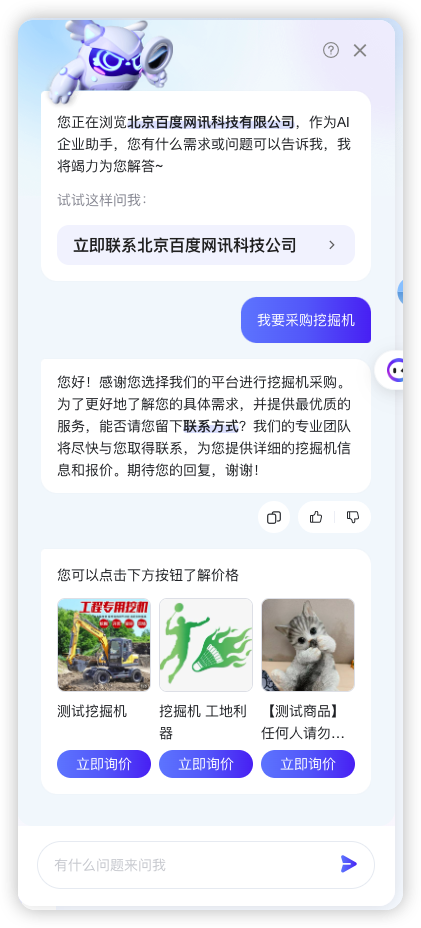 您正在浏览北京百度网讯科技有限公司，作为AI
企业助手，您有什么需求或问题可以告诉我，我
将竭力为您解答~
试试这样问我：
立即联系北京百度网讯科技公司
我要采购挖掘机
您好！感谢您选择我们的平台进行挖掘机采购。
为了更好地了解您的具体需求，并提供最优质的
服务，能否请您留下联系方式？我们的专业团队
将尽快与您取得联系，为您提供详细的挖掘机信
息和报价。期待您的回复，谢谢！
您可以点击下方按钮了解价格
工程专用挖机
测试挖掘机
挖掘机 工地利
器
【测试商品】
任何人请勿...
立即询价
立即询价
立即询价
有什么问题来问我